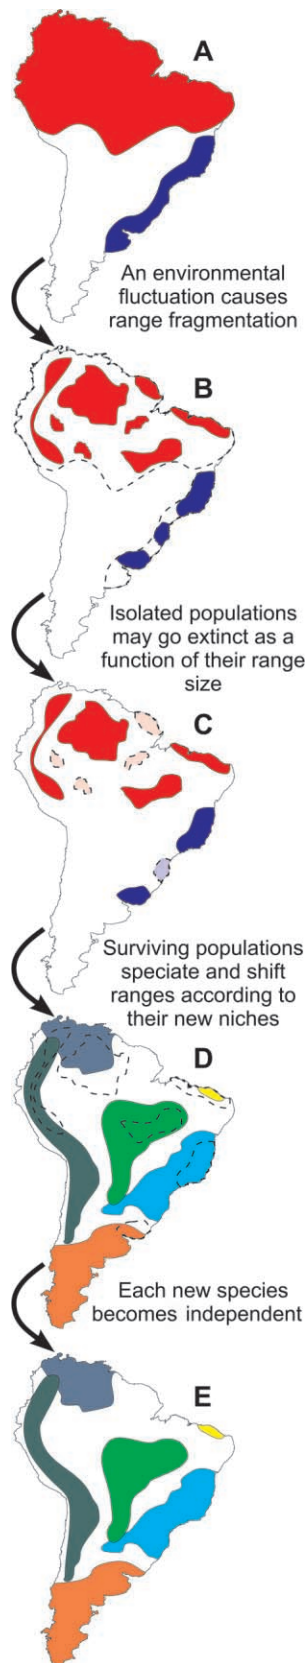 A
An environmental
fluctuation causes
range fragmentation
B
Isolated populations
may go extinct as a
function of their range
size
C
Surviving populations
speciate and shift
ranges according to
their new niches
D
Each new species
becomes independent
E